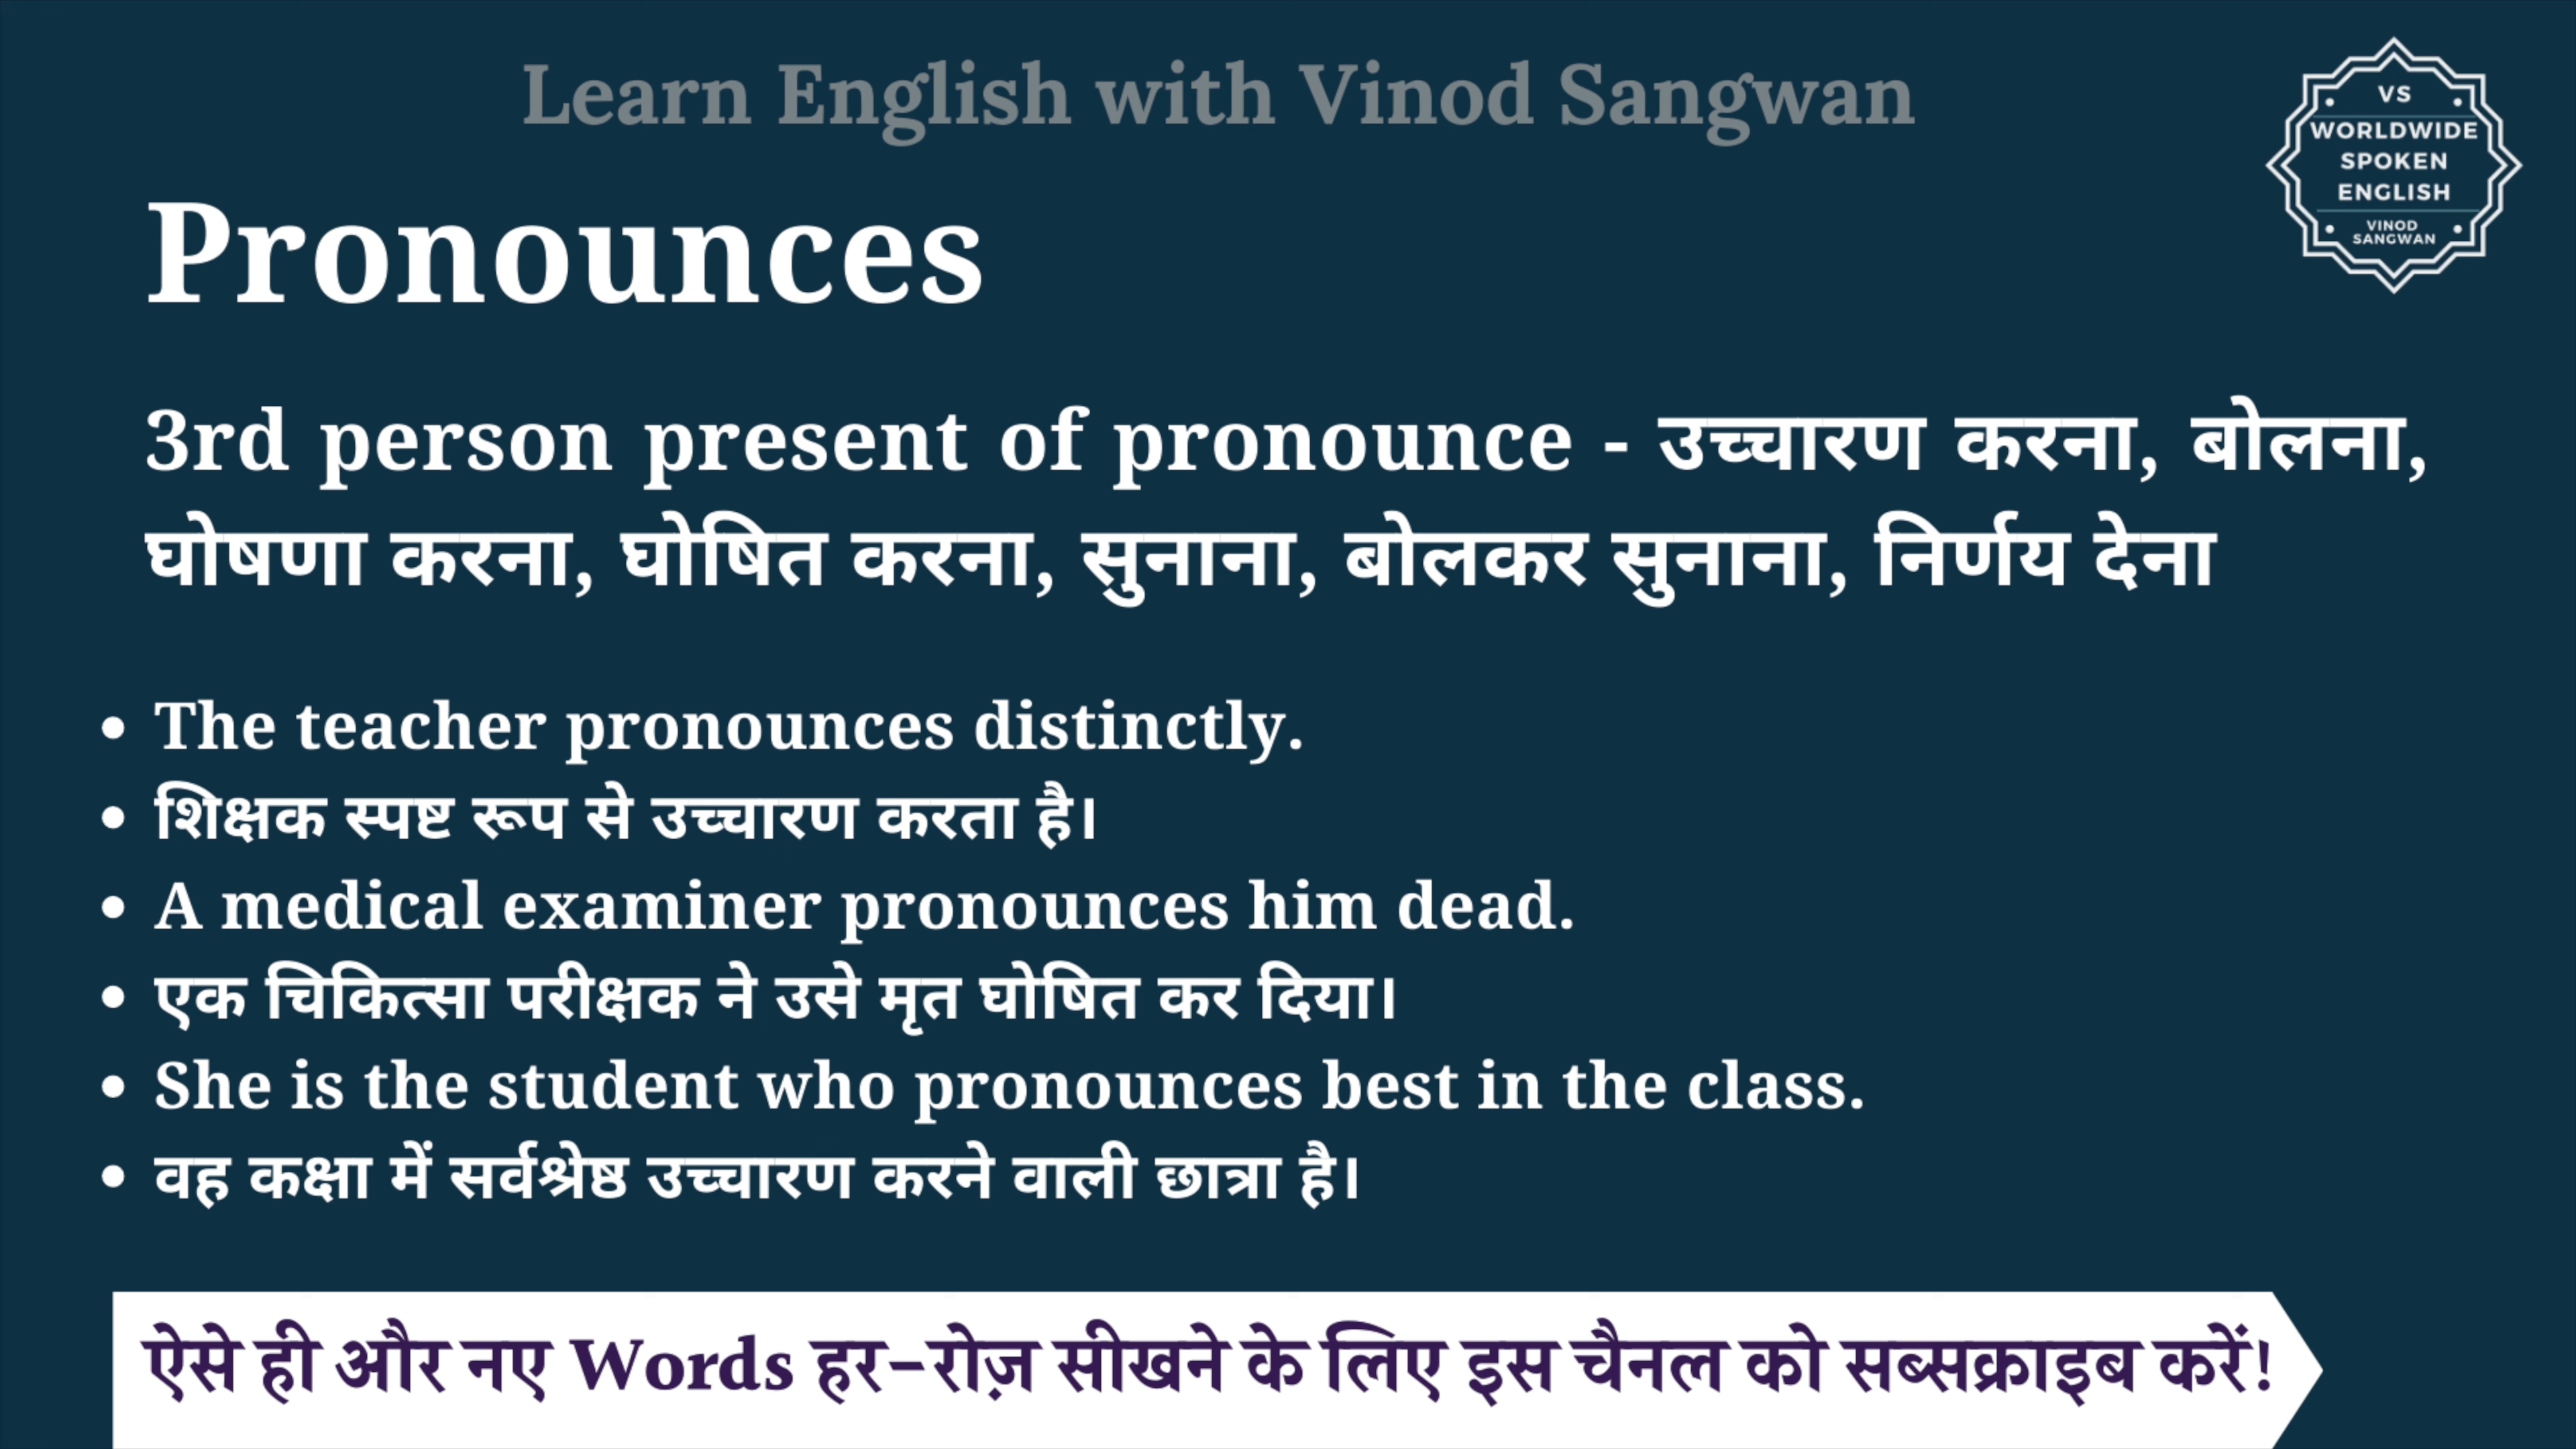 Learn English with Vinod Sangwan
VS
WORLDWIDE
SPOKEN
ENGLISH
VINOD
SANGWAN
Pronounces
3rd person present of pronounce - उच्चारण करना, बोलना,
घोषणा करना, घोषित करना, सुनाना, बोलकर सुनाना, निर्णय देना
• The teacher pronounces distinctly.
• शिक्षक स्पष्ट रूप से उच्चारण करता है।
• A medical examiner pronounces him dead.
• एक चिकित्सा परीक्षक ने उसे मृत घोषित कर दिया।
• She is the student who pronounces best in the class.
• वह कक्षा में सर्वश्रेष्ठ उच्चारण करने वाली छात्रा है।
ऐसे ही और नए Words हर-रोज़ सीखने के लिए इस चैनल को सब्सक्राइब करें!